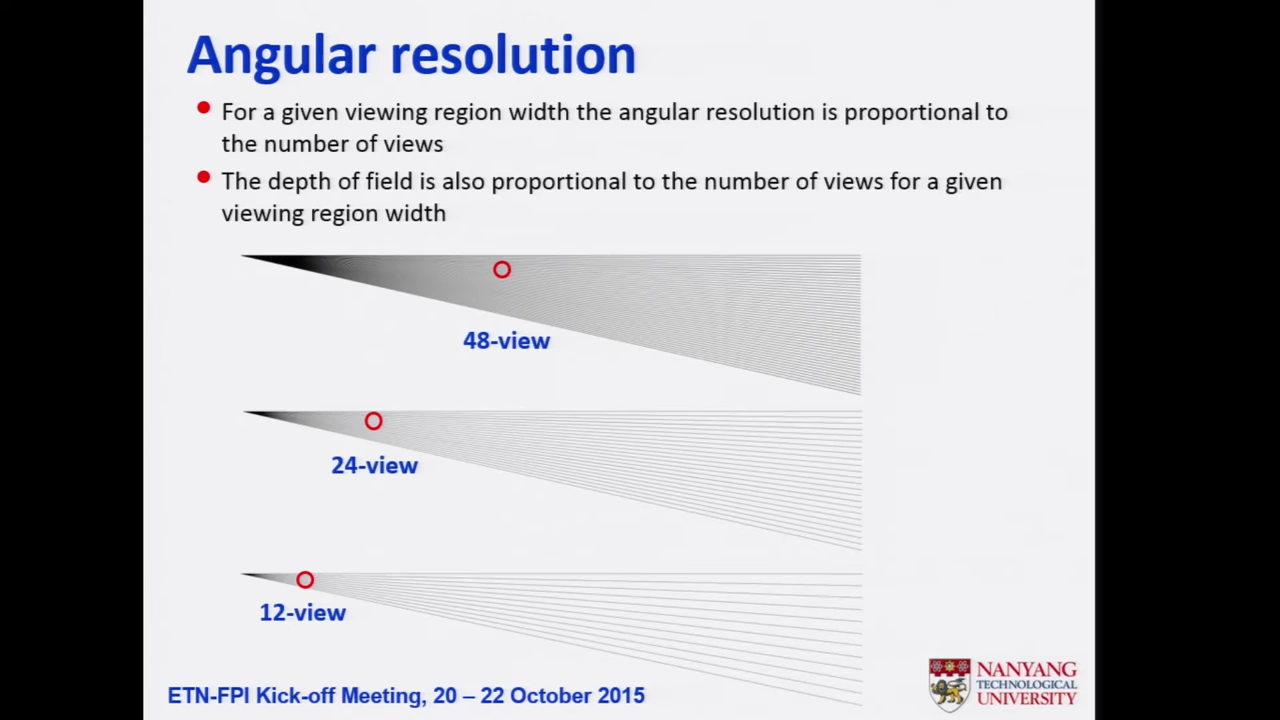 Angular resolution
For a given viewing region width the angular resolution is proportional to
the number of views
The depth of field is also proportional to the number of views for a given
viewing region width
48-view
24-view
12-view
NANYANG
TECHNOLOGICAL
UNIVERSITY
ETN-FPI Kick-off Meeting, 20 – 22 October 2015